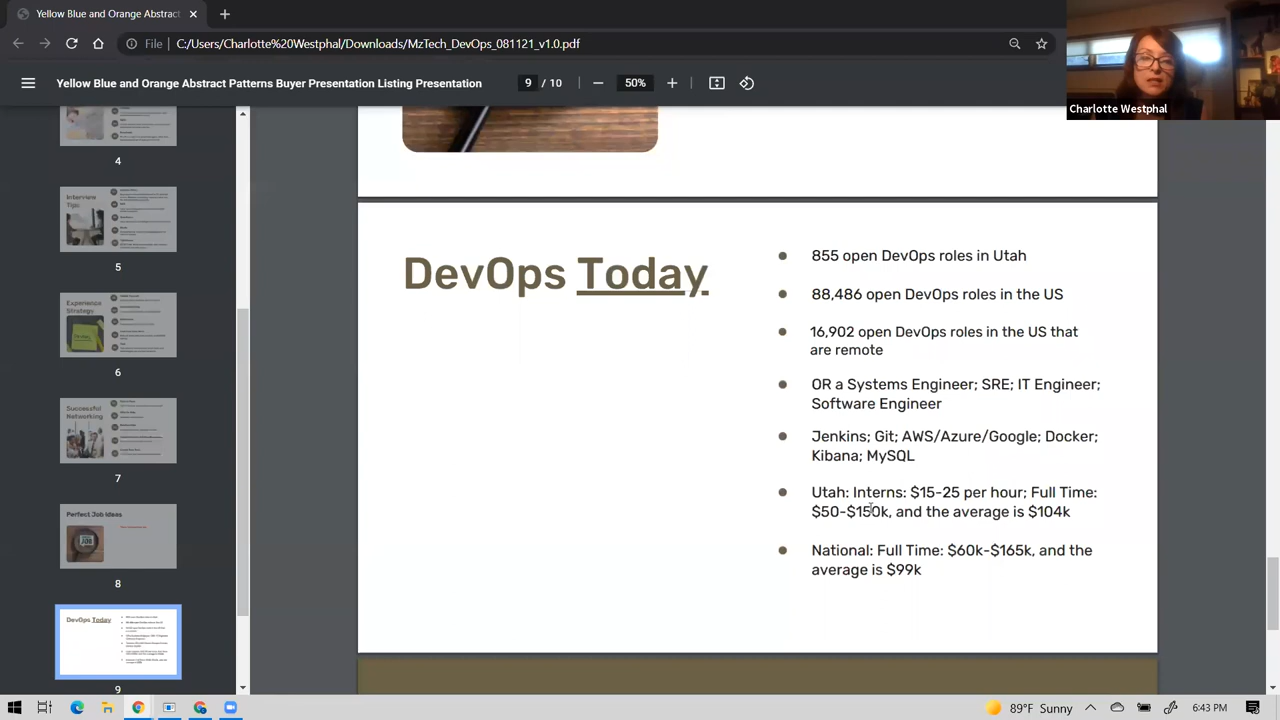 Yellow Blue and Orange Abstract
File
C:/Users/Charlotte%20Westphal/Downloads/MzTech_DevOps_081121_v1.0.pdf
Charlotte Westphal
Yellow Blue and Orange Abstract Patterns Buyer Presentation Listing Presentation
9 / 10
50%
4
Interview
Tips
5
Experience
Strategy
6
Successful
Networking
7
Perfect Job Ideas
8
DevOps Today
9
DevOps Today
855 open DevOps roles in Utah
88,486 open DevOps roles in the US
16,902 open DevOps roles in the US that
are remote
OR a Systems Engineer; SRE; IT Engineer;
Software Engineer
Jenkins; Git; AWS/Azure/Google; Docker;
Kibana; MySQL
Utah: Interns: $15-25 per hour; Full Time:
$50-$150k, and the average is $104k
National: Full Time: $60k-$165k, and the
average is $99k
89°F Sunny
6:43 PM